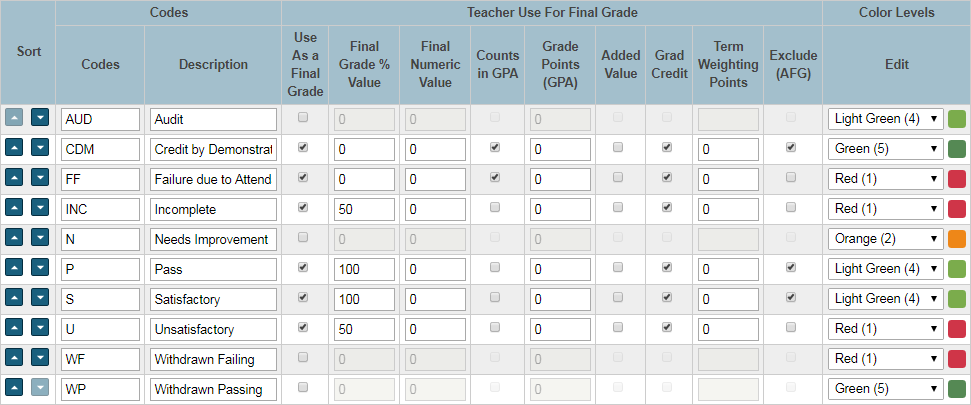 Sort Codes Teacher Use For Final Grade Color Levels
Codes Description Use As a Final Grade Final Grade % Value Final Numeric Value Counts in GPA Grade Points (GPA) Added Value Grad Credit Term Weighting Points Exclude (AFG) Edit
AUD Audit 0 0 0 Light Green (4)
CDM Credit by Demonstrat 0 0 0 0 Green (5)
FF Failure due to Attend 0 0 0 0 Red (1)
INC Incomplete 50 0 0 0 Red (1)
N Needs Improvement 0 0 0 Orange (2)
P Pass 100 0 0 0 Light Green (4)
S Satisfactory 100 0 0 0 Light Green (4)
U Unsatisfactory 50 0 0 0 Red (1)
WF Withdrawn Failing 0 0 0 Red (1)
WP Withdrawn Passing 0 0 0 Green (5)